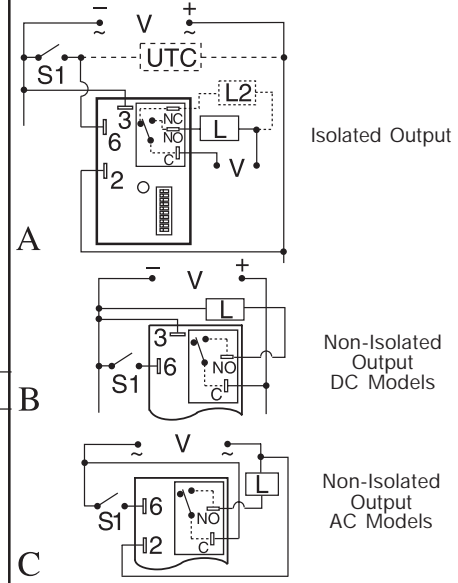 − V +
~ ~
UTC
S1
L2
3 NC
L
6 NO
C V
2
Isolated Output
A
− V +
L
3
6 NO
S1
C
Non-Isolated
Output
DC Models
B
~ V ~
L
6
S1 NO
2 C
Non-Isolated
Output
AC Models
C